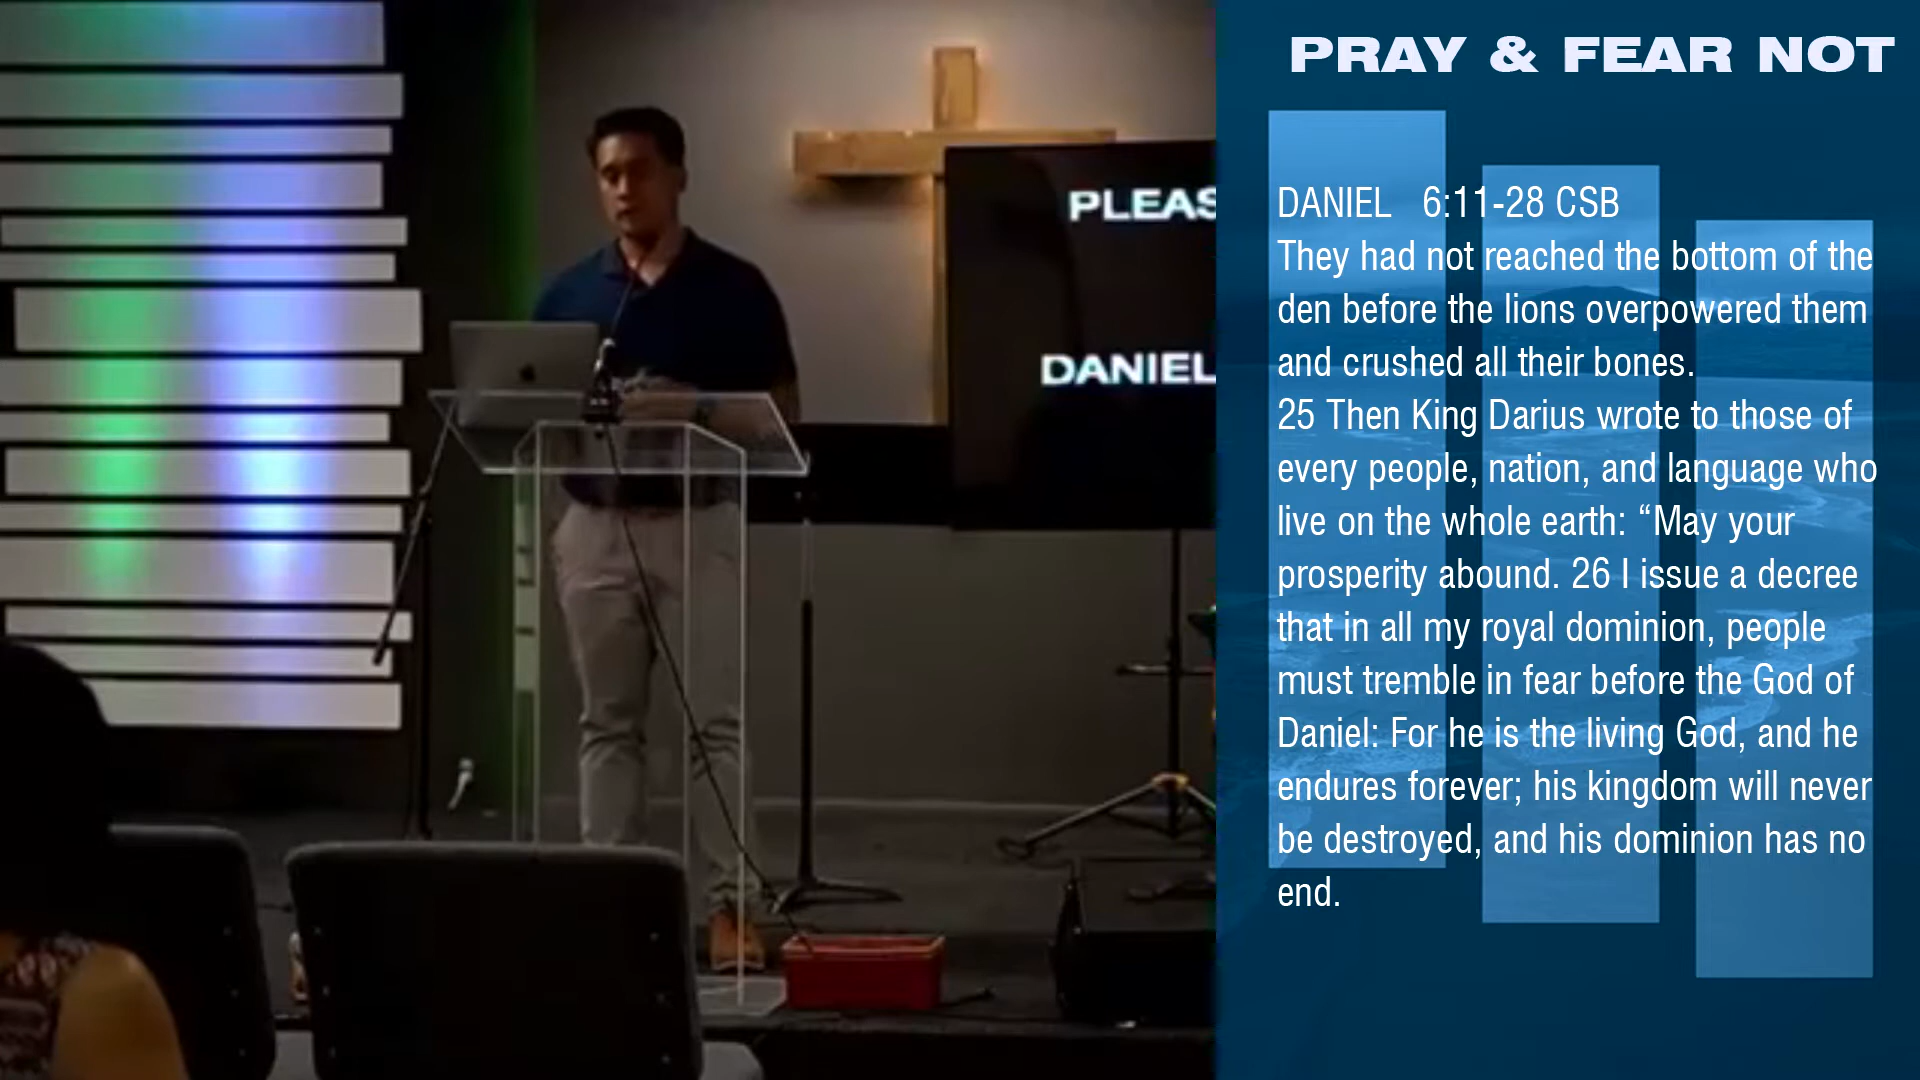 PRAY & FEAR NOT
DANIEL 6:11-28 CSB
They had not reached the bottom of the
den before the lions overpowered them
and crushed all their bones.
25 Then King Darius wrote to those of
every people, nation, and language who
live on the whole earth: “May your
prosperity abound. 26 I issue a decree
that in all my royal dominion, people
must tremble in fear before the God of
Daniel: For he is the living God, and he
endures forever; his kingdom will never
be destroyed, and his dominion has no
end.
PLEAS
DANIEL